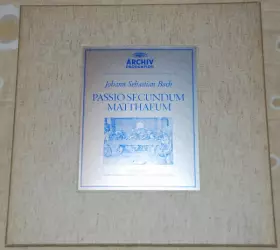 ARCHIV
PRODUKTION
Johann Sebastian Bach
PASSIO SECUNDUM
MATTHAEUM